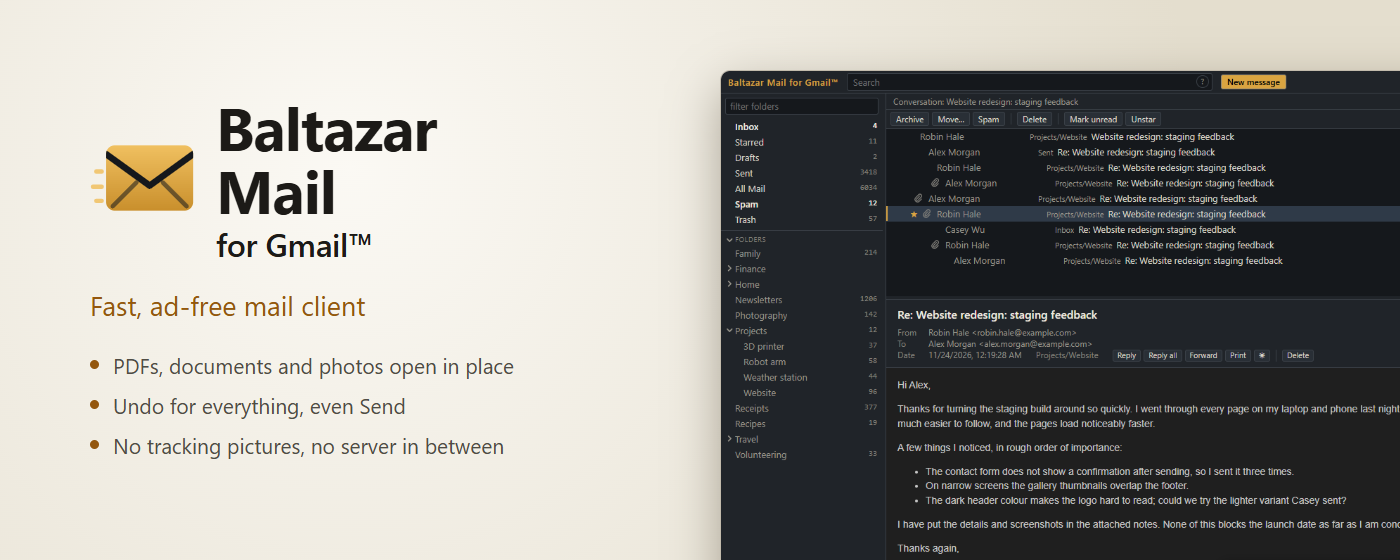 Baltazar
Mail
for Gmail™
Fast, ad-free mail client
PDFs, documents and photos open in place
Undo for everything, even Send
No tracking pictures, no server in between
Baltazar Mail for Gmail™
Search
?
New message
filter folders
Inbox 4
Starred 11
Drafts 2
Sent 3418
All Mail 6034
Spam 12
Trash 57
FOLDERS
Family 214
Finance
Home
Newsletters 1206
Photography 142
Projects 12
3D printer 37
Robot arm 58
Weather station 44
Website 96
Receipts 377
Recipes 19
Travel
Volunteering 33
Conversation: Website redesign: staging feedback
Archive Move... Spam Delete Mark unread Unstar
Robin Hale Projects/Website Website redesign: staging feedback
Alex Morgan Sent Re: Website redesign: staging feedback
Robin Hale Projects/Website Re: Website redesign: staging feedback
Alex Morgan Projects/Website Re: Website redesign: staging feedback
Alex Morgan Projects/Website Re: Website redesign: staging feedback
Robin Hale Projects/Website Re: Website redesign: staging feedback
Casey Wu Inbox Re: Website redesign: staging feedback
Robin Hale Projects/Website Re: Website redesign: staging feedback
Alex Morgan Projects/Website Re: Website redesign: staging feedback
Re: Website redesign: staging feedback
From Robin Hale <robin.hale@example.com>
To Alex Morgan <alex.morgan@example.com>
Date 11/24/2026, 12:19:28 AM Projects/Website Reply Reply all Forward Print Delete
Hi Alex,
Thanks for turning the staging build around so quickly. I went through every page on my laptop and phone last night
much easier to follow, and the pages load noticeably faster.
A few things I noticed, in rough order of importance:
The contact form does not show a confirmation after sending, so I sent it three times.
On narrow screens the gallery thumbnails overlap the footer.
The dark header colour makes the logo hard to read; could we try the lighter variant Casey sent?
I have put the details and screenshots in the attached notes. None of this blocks the launch date as far as I am
Thanks again,